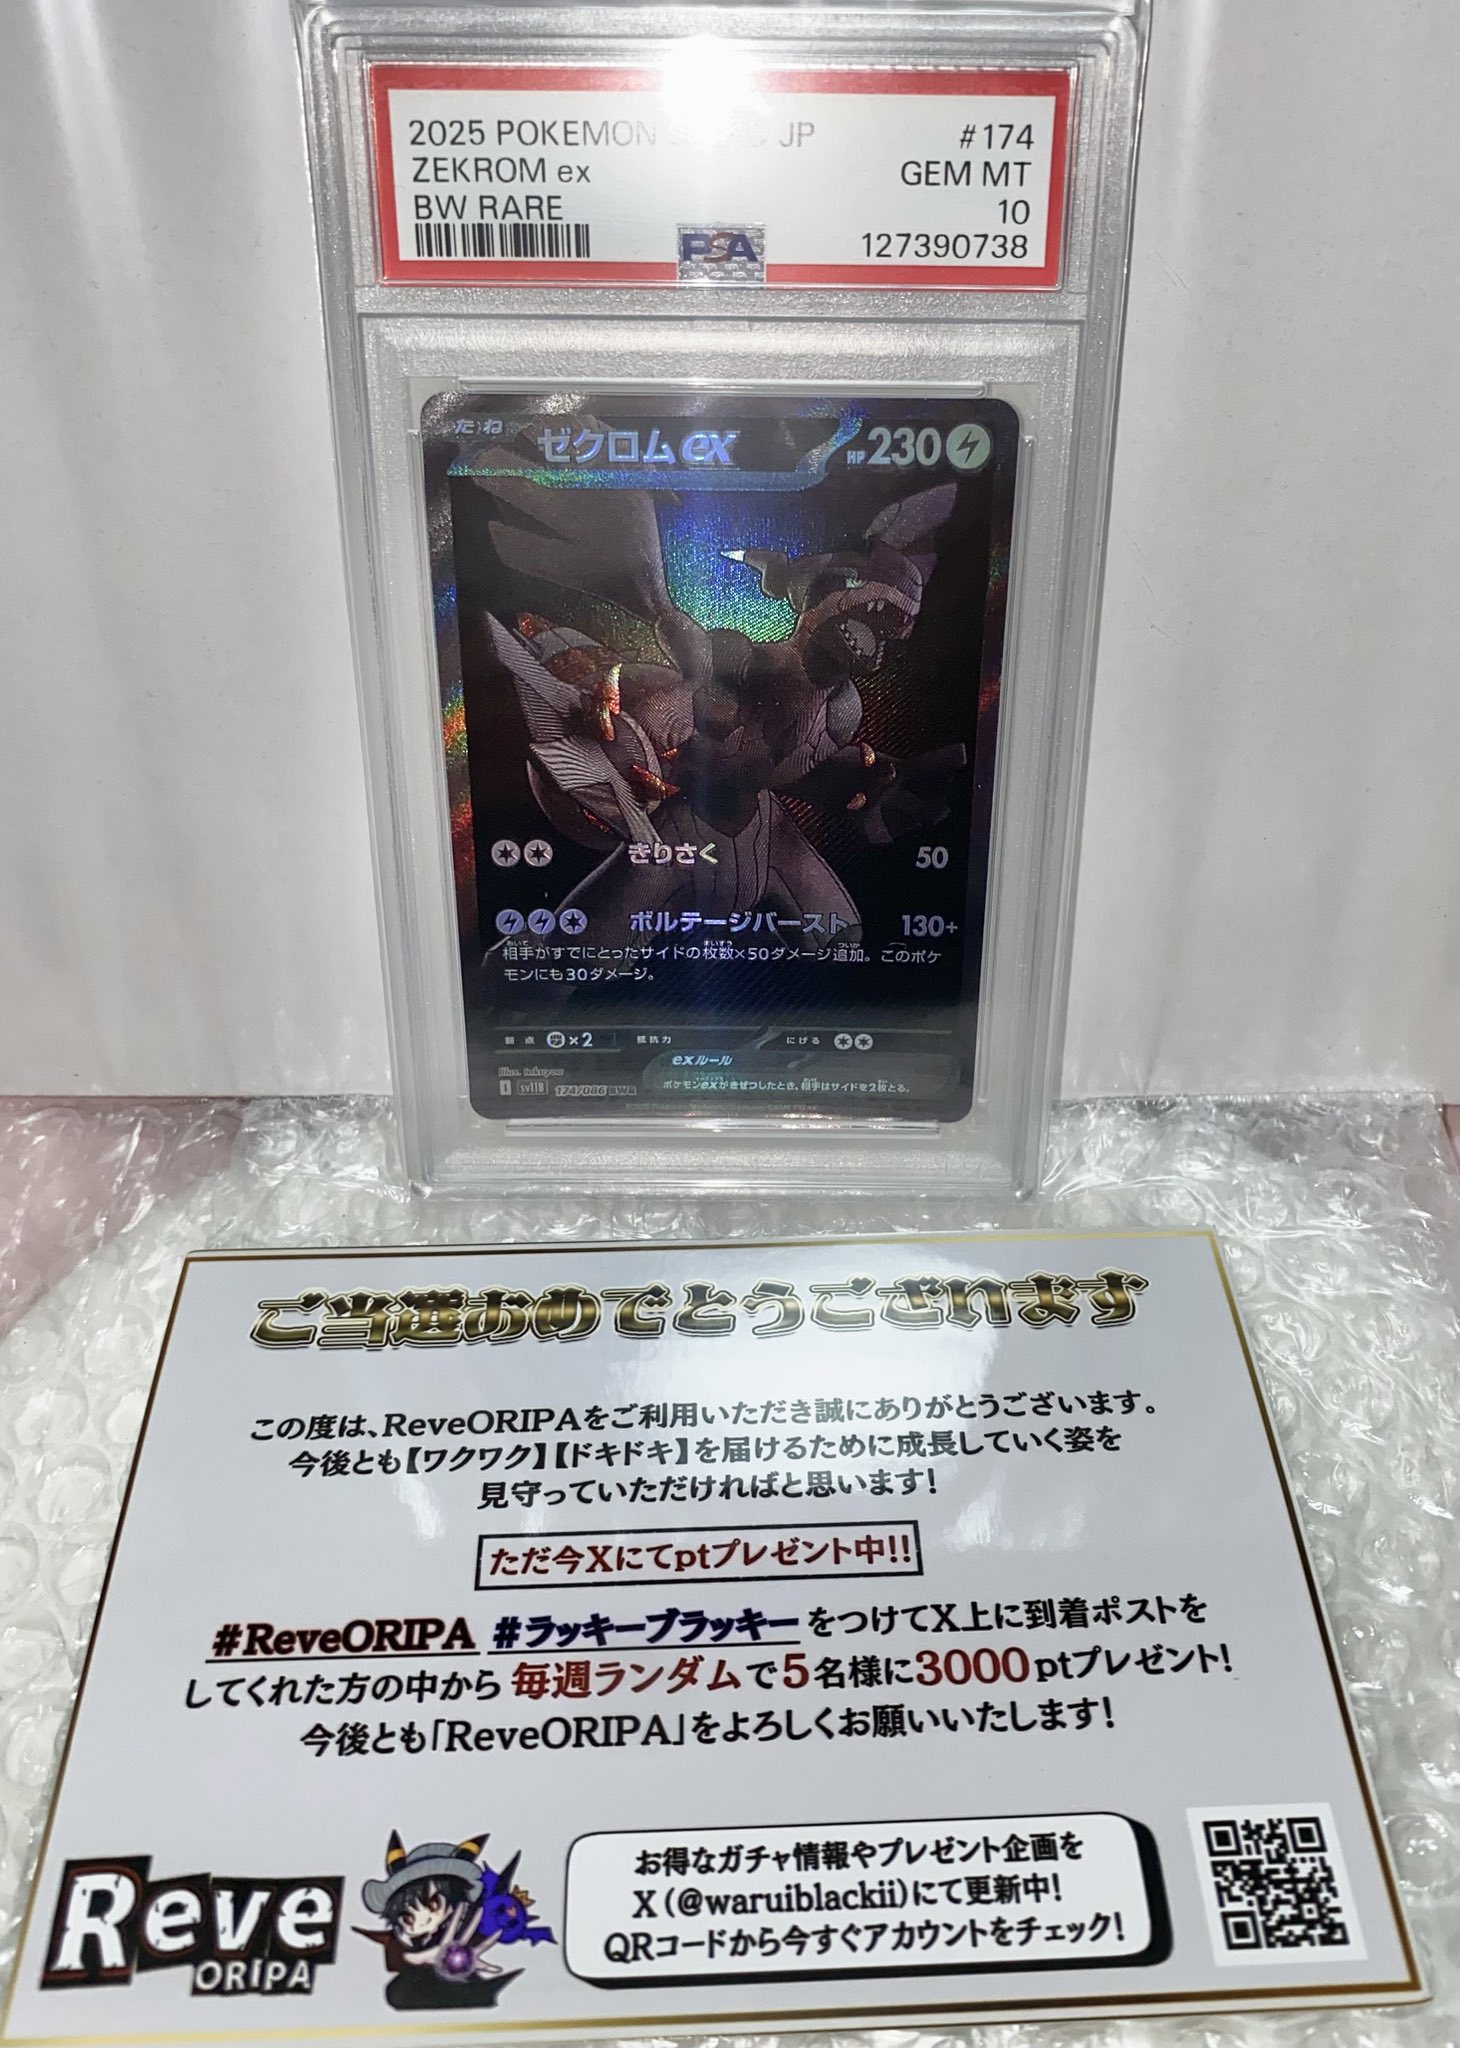 2025 POKEMON JP
#174
ZEKROM ex
GEM MT
BW RARE
10
PSA
127390738
たね
ゼクロムex
HP 230
きりさく
50
ボルテージバースト
130+
相手がすでにとったサイドの枚数×50ダメージ追加。このポケ
モンにも30ダメージ。
弱点 ×2
抵抗力
にげる
exルール
ポケモンexがきぜつしたとき、相手はサイドを2枚とる。
illus. takuyoa
I sv11B 174/086 BWR
ご当選おめでとうございます
この度は、ReveORIPAをご利用いただき誠にありがとうございます。
今後とも【ワクワク】【ドキドキ】を届けるために成長していく姿を
見守っていただければと思います!
ただ今Xにてptプレゼント中!!
#ReveORIPA #ラッキーブラッキー をつけてX上に到着ポストを
してくれた方の中から 毎週ランダムで5名様に3000ptプレゼント!
今後とも「ReveORIPA」をよろしくお願いいたします!
Reve
ORIPA
お得なガチャ情報やプレゼント企画を
X(@waruiblackii)にて更新中!
QRコードから今すぐアカウントをチェック!